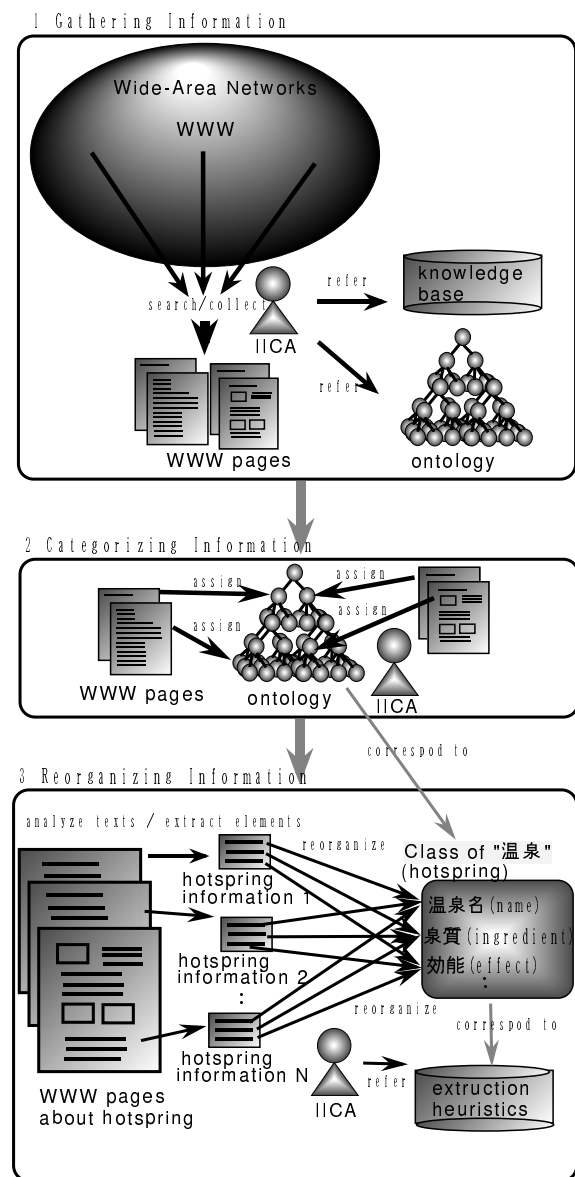 1 Gathering Information
Wide-Area Networks
WWW
search/collect
IICA
refer
knowledge
base
refer
WWW pages
ontology
2 Categorizing Information
assign
assign
assign
assign
WWW pages
ontology
IICA
correspod to
3 Reorganizing Information
analyze texts / extract elements
reorganize
Class of "温泉"
(hotspring)
hotspring
information 1
温泉名(name)
泉質(ingredient)
効能(effect)
:
hotspring
information 2
:
reorganize
correspod to
hotspring
information N
IICA
refer
extruction
heuristics
WWW pages
about hotspring